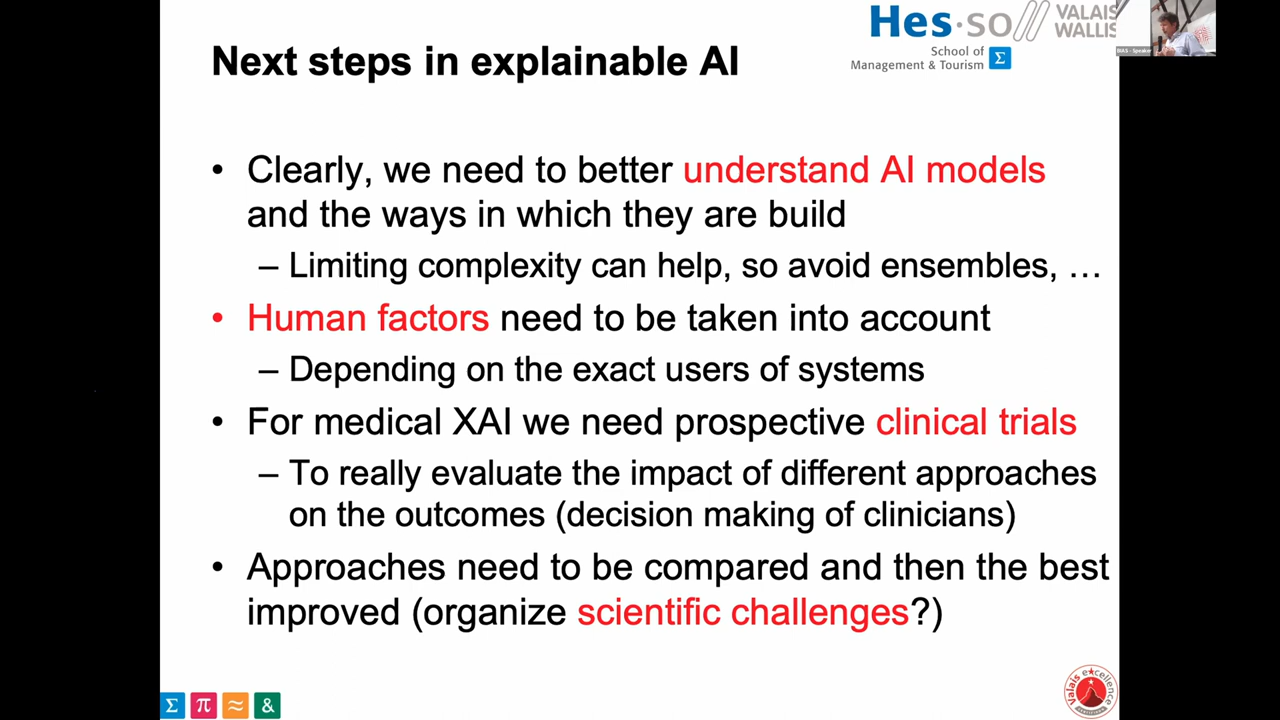 Hes·so VALAIS
WALLIS
School of
Management & Tourism Σ
BIAS - Speaker
Next steps in explainable AI
• Clearly, we need to better understand AI models
and the ways in which they are build
– Limiting complexity can help, so avoid ensembles, …
• Human factors need to be taken into account
– Depending on the exact users of systems
• For medical XAI we need prospective clinical trials
– To really evaluate the impact of different approaches
on the outcomes (decision making of clinicians)
• Approaches need to be compared and then the best
improved (organize scientific challenges?)
Σ π ≈ &
Valais excellence